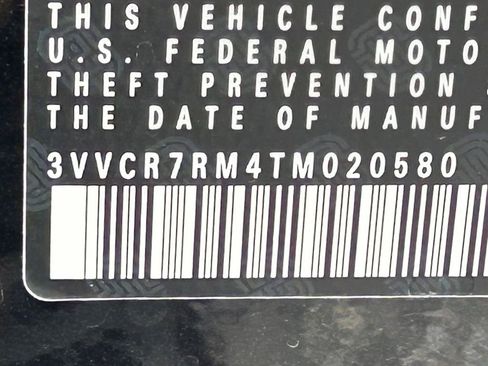 THIS VEHICLE CONF
U.S. FEDERAL MOTO
THEFT PREVENTION
THE DATE OF MANUF
3VVCR7RM4TM020580